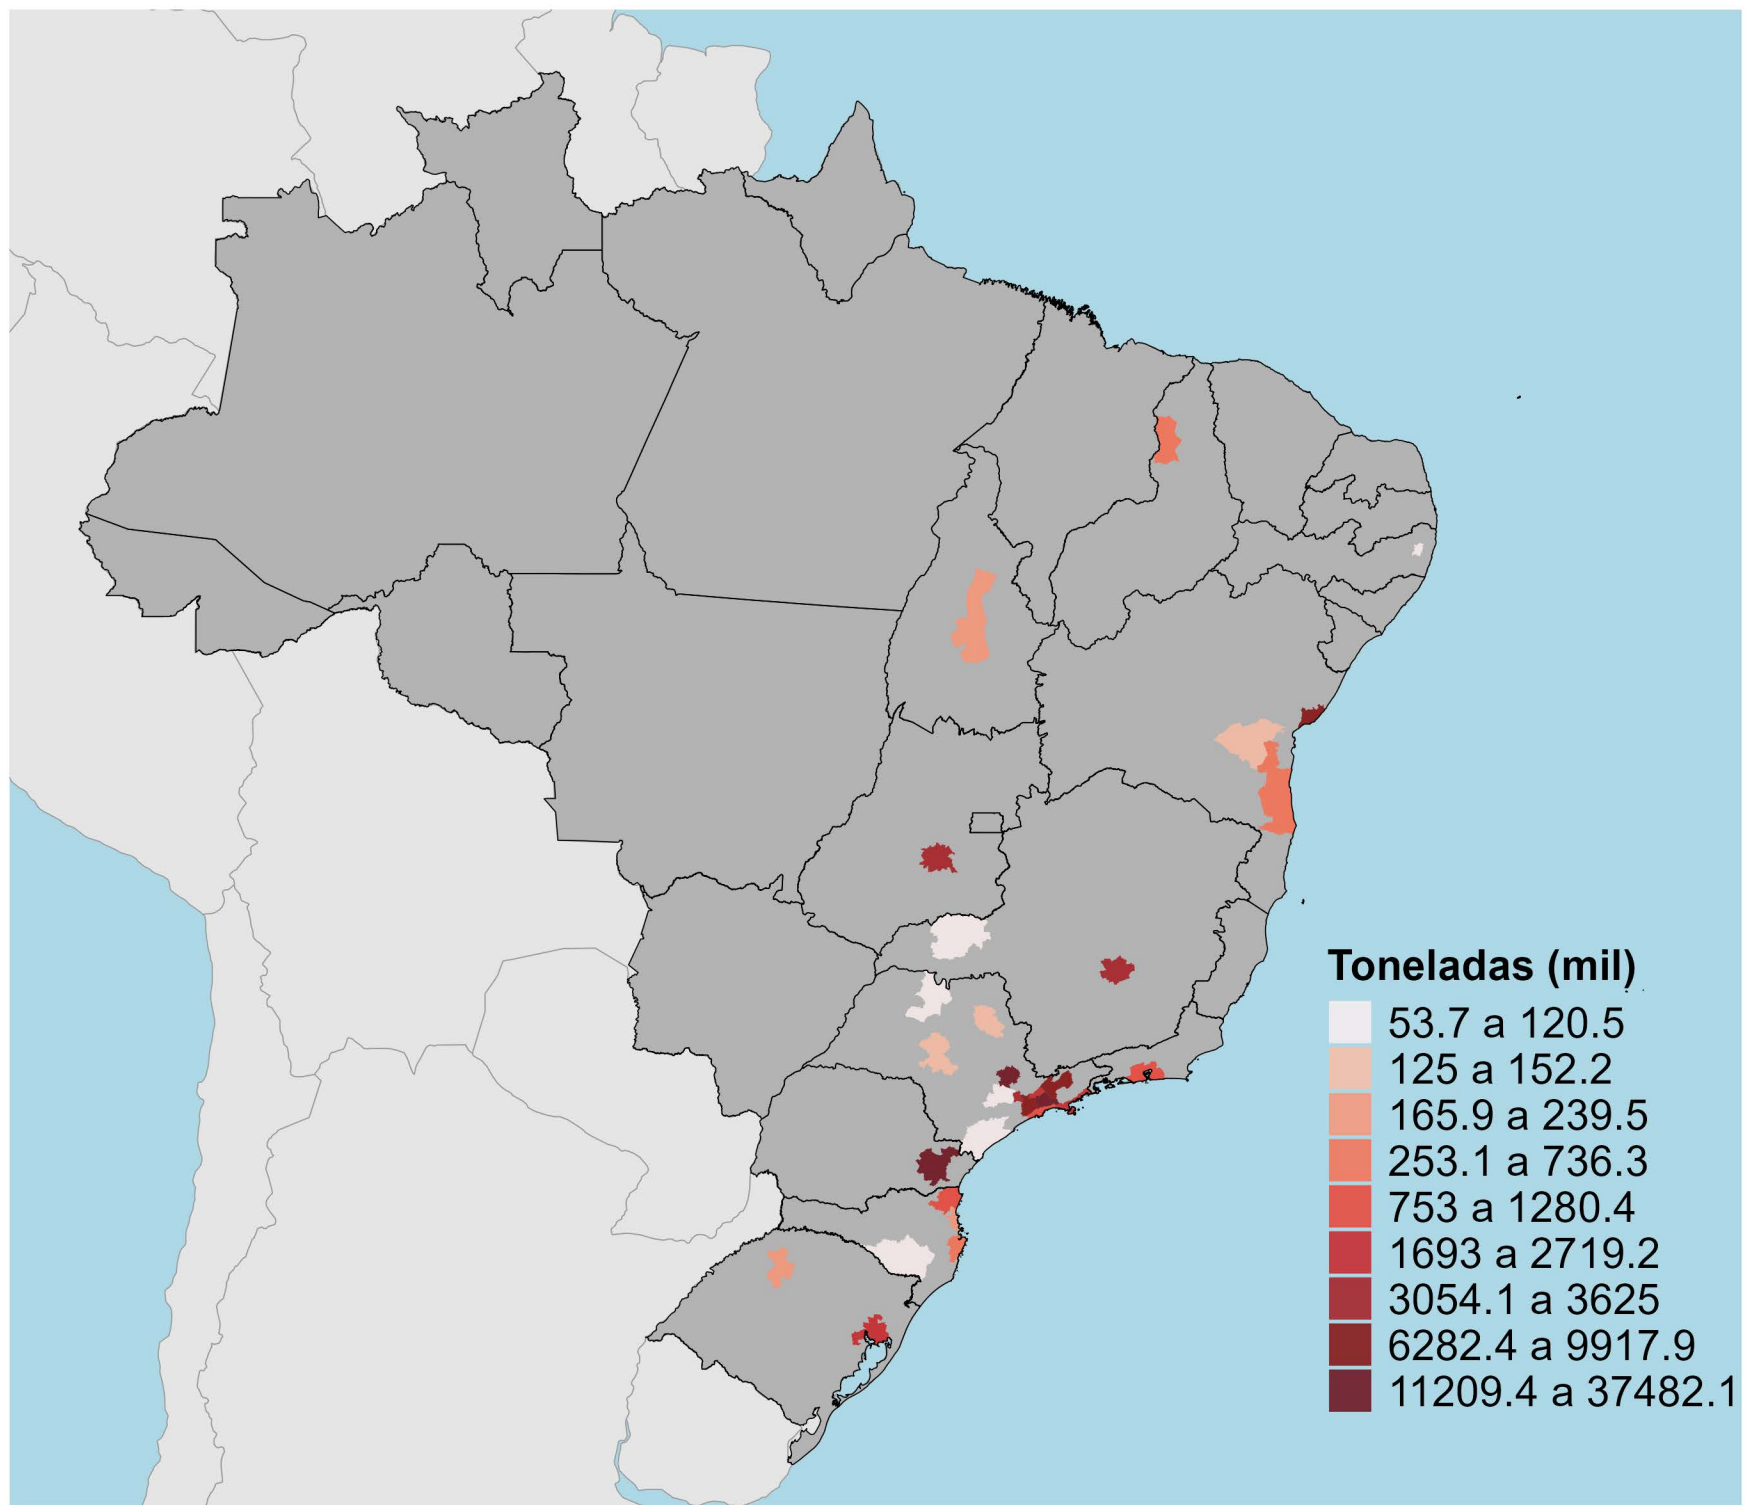 Toneladas (mil)
53.7 a 120.5
125 a 152.2
165.9 a 239.5
253.1 a 736.3
753 a 1280.4
1693 a 2719.2
3054.1 a 3625
6282.4 a 9917.9
11209.4 a 37482.1